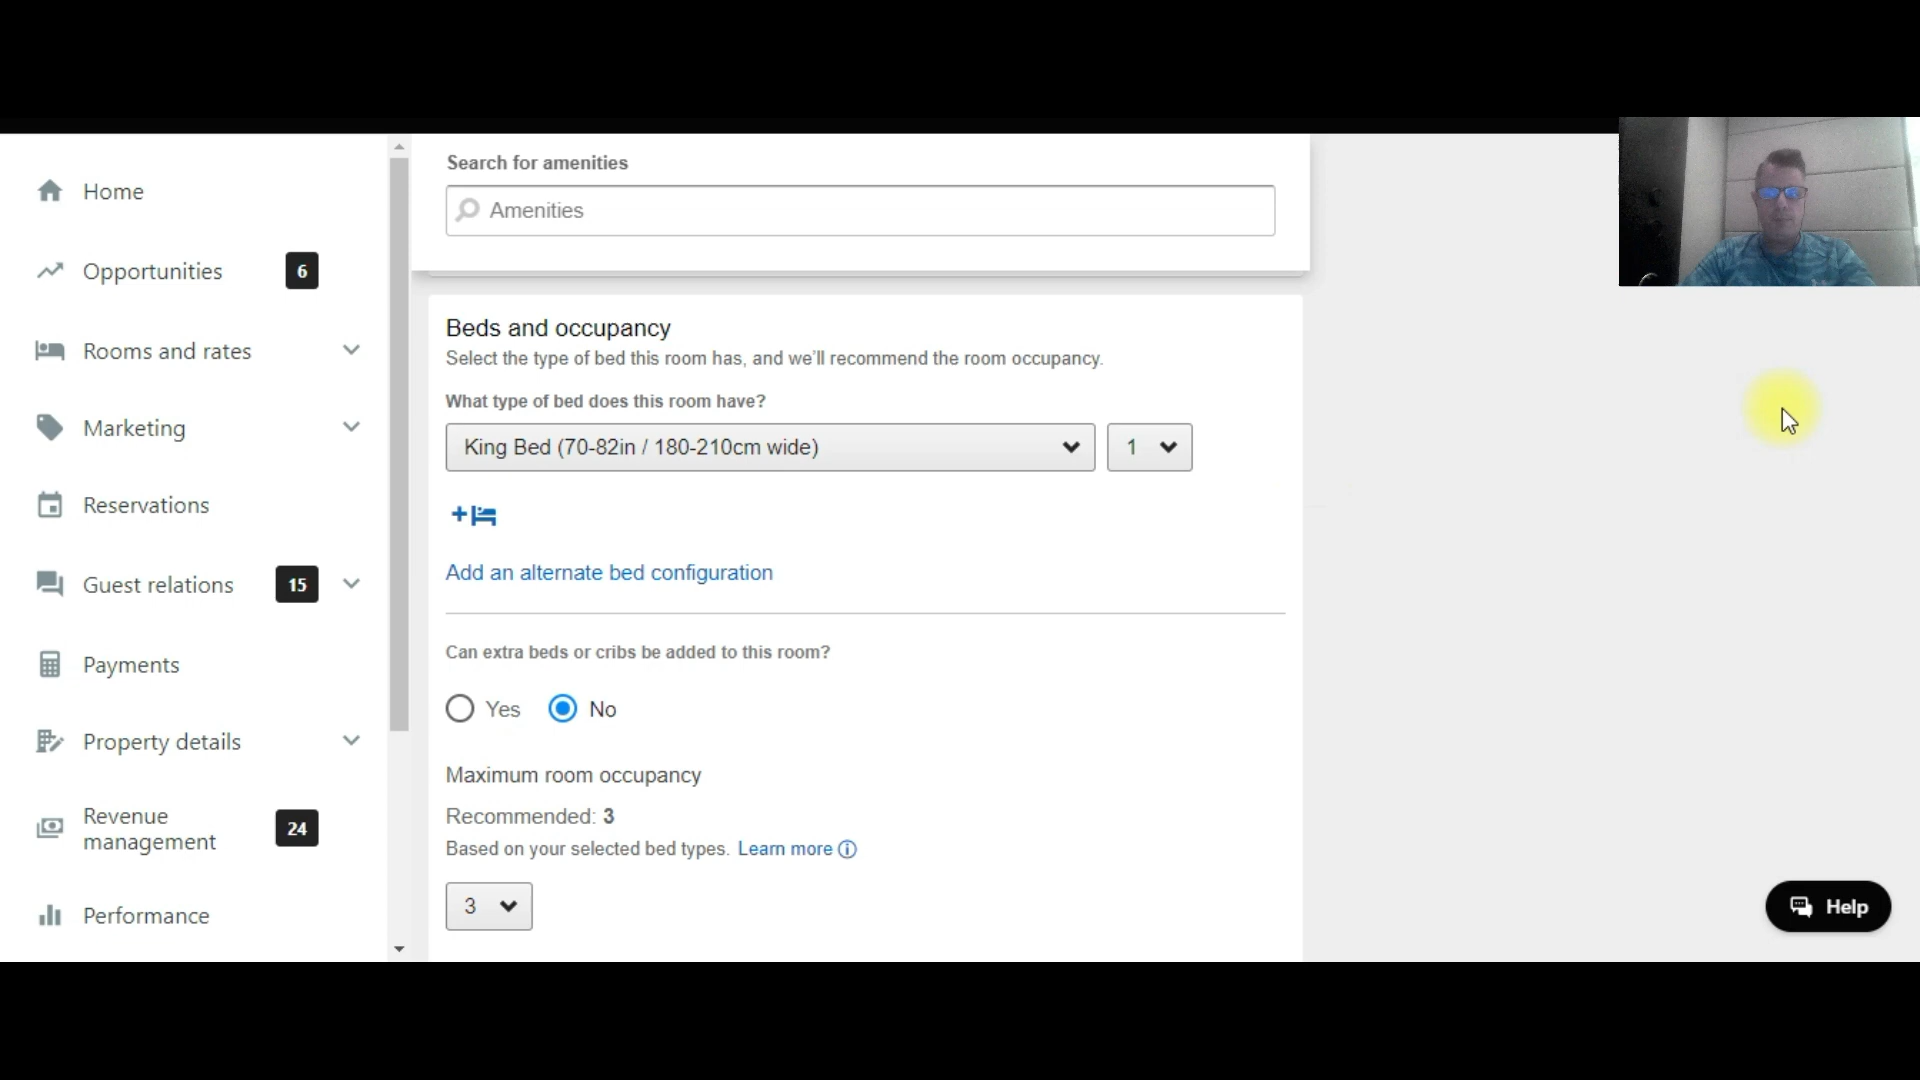 Home
Opportunities 6
Rooms and rates
Marketing
Reservations
Guest relations 15
Payments
Property details
Revenue
management 24
Performance
Search for amenities
Amenities
Beds and occupancy
Select the type of bed this room has, and we'll recommend the room occupancy.
What type of bed does this room have?
King Bed (70-82in / 180-210cm wide) 1
Add an alternate bed configuration
Can extra beds or cribs be added to this room?
Yes No
Maximum room occupancy
Recommended: 3
Based on your selected bed types. Learn more
3
Help